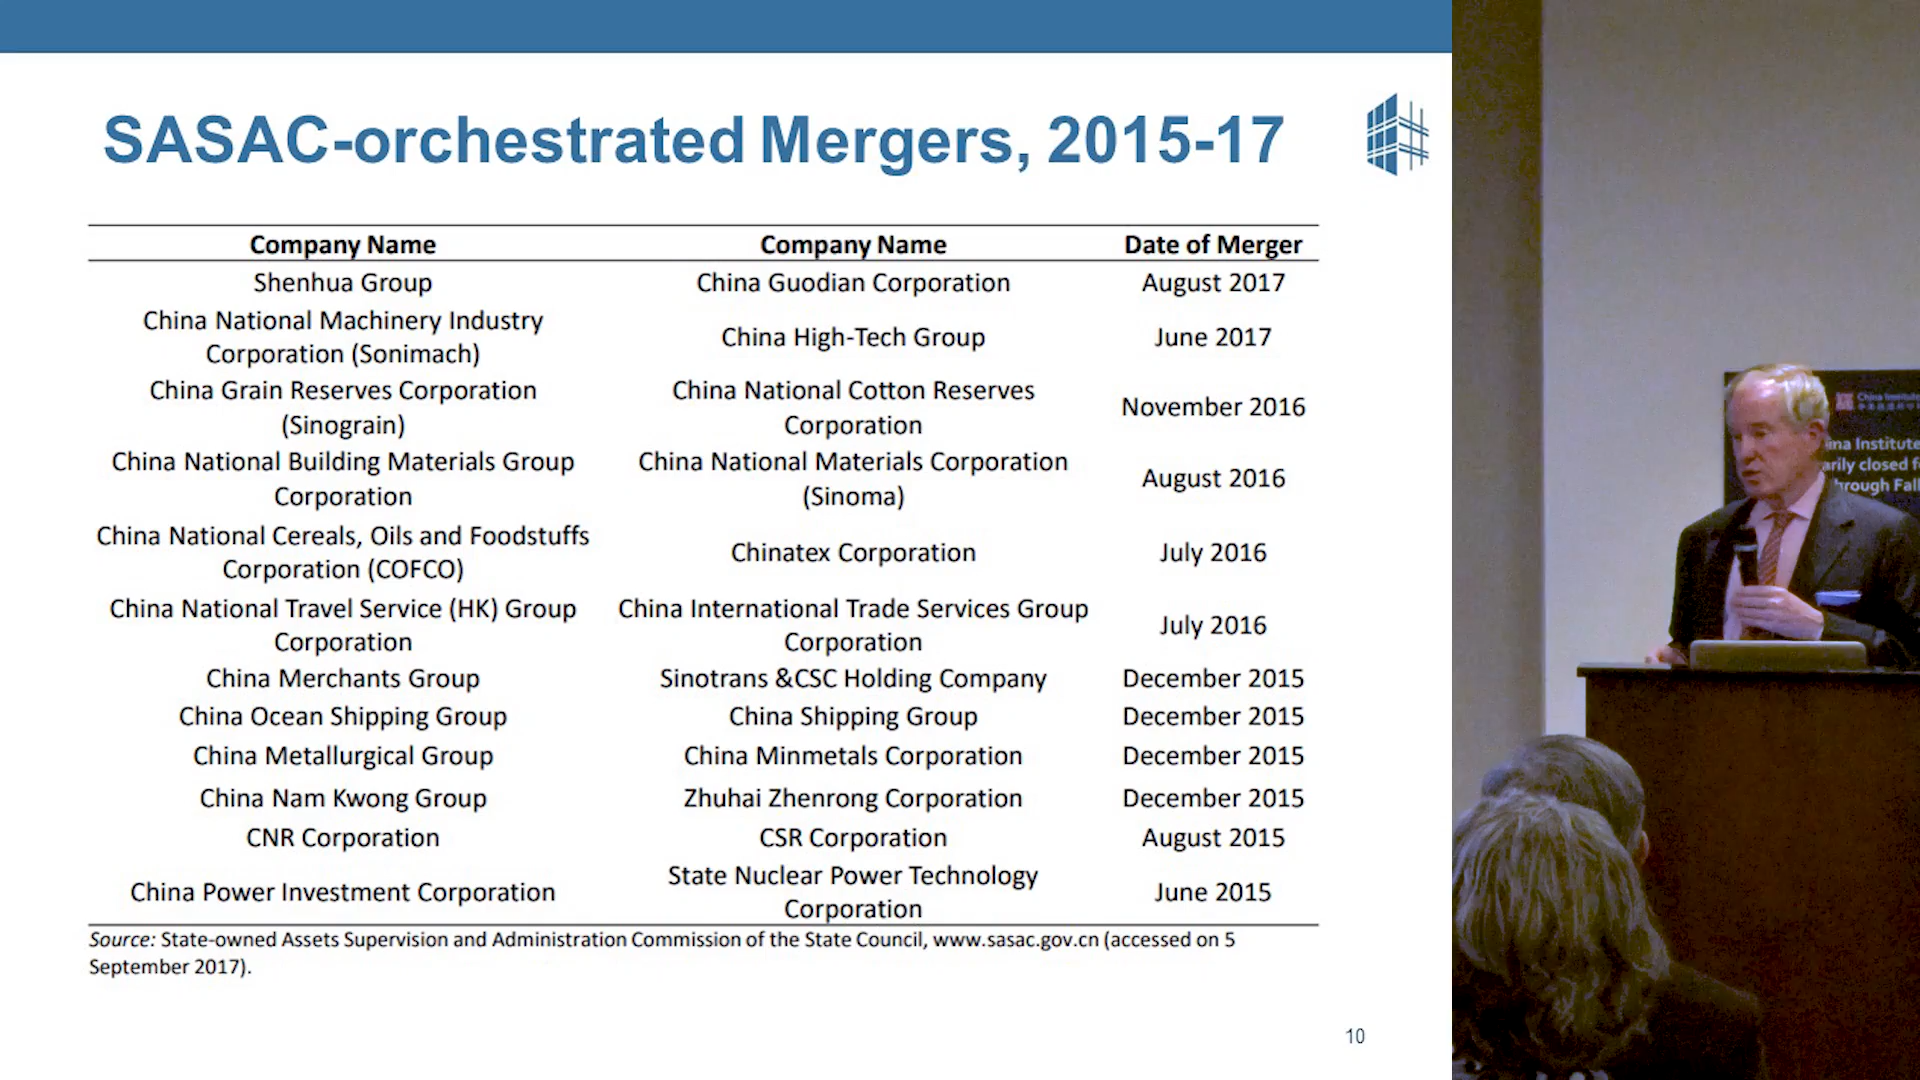 SASAC-orchestrated Mergers, 2015-17
Company Name Company Name Date of Merger
Shenhua Group China Guodian Corporation August 2017
China National Machinery Industry
Corporation (Sonimach) China High-Tech Group June 2017
China Grain Reserves Corporation
(Sinograin) China National Cotton Reserves
Corporation November 2016
China National Building Materials Group
Corporation China National Materials Corporation
(Sinoma) August 2016
China National Cereals, Oils and Foodstuffs
Corporation (COFCO) Chinatex Corporation July 2016
China National Travel Service (HK) Group
Corporation China International Trade Services Group
Corporation July 2016
China Merchants Group Sinotrans &CSC Holding Company December 2015
China Ocean Shipping Group China Shipping Group December 2015
China Metallurgical Group China Minmetals Corporation December 2015
China Nam Kwong Group Zhuhai Zhenrong Corporation December 2015
CNR Corporation CSR Corporation August 2015
China Power Investment Corporation State Nuclear Power Technology
Corporation June 2015
Source: State-owned Assets Supervision and Administration Commission of the State Council, www.sasac.gov.cn (accessed on 5
September 2017).
10
China Institute
ina Institute
arily closed f
hrough Fall